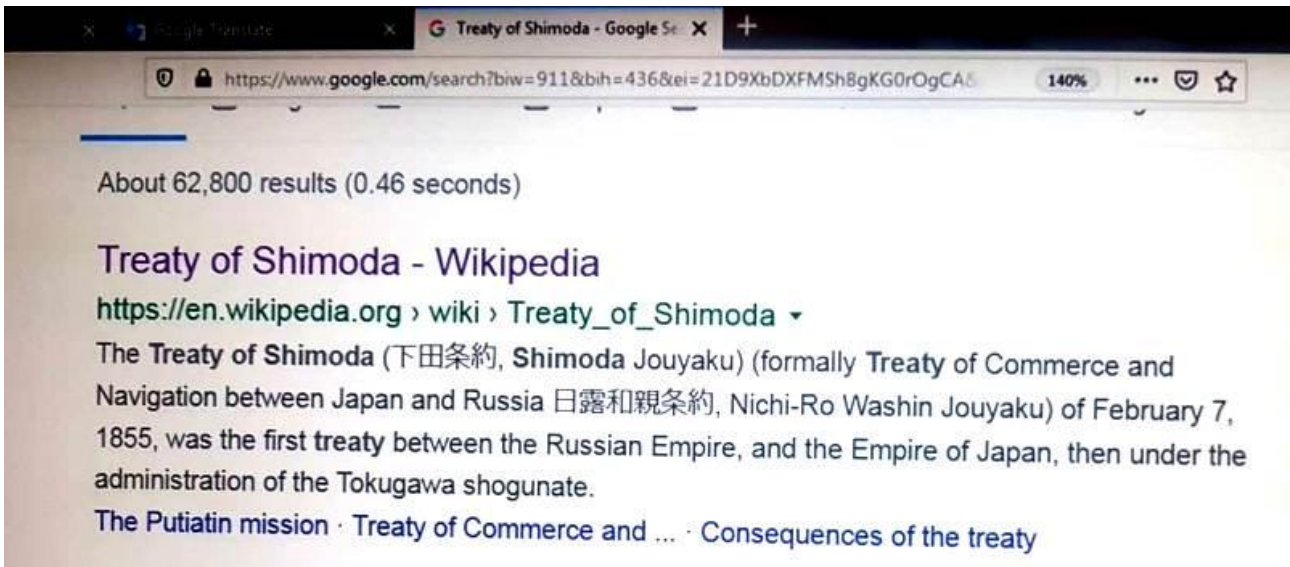 Google Translate
G Treaty of Shimoda - Google Se
https://www.google.com/search?biw=911&bih=436&ei=21D9XbDXFMSh8gKG0rOgCA& 140%
About 62,800 results (0.46 seconds)
Treaty of Shimoda - Wikipedia
https://en.wikipedia.org › wiki › Treaty_of_Shimoda
The Treaty of Shimoda (下田条約, Shimoda Jouyaku) (formally Treaty of Commerce and
Navigation between Japan and Russia 日露和親条約, Nichi-Ro Washin Jouyaku) of February 7,
1855, was the first treaty between the Russian Empire, and the Empire of Japan, then under the
administration of the Tokugawa shogunate.
The Putiatin mission · Treaty of Commerce and ... · Consequences of the treaty